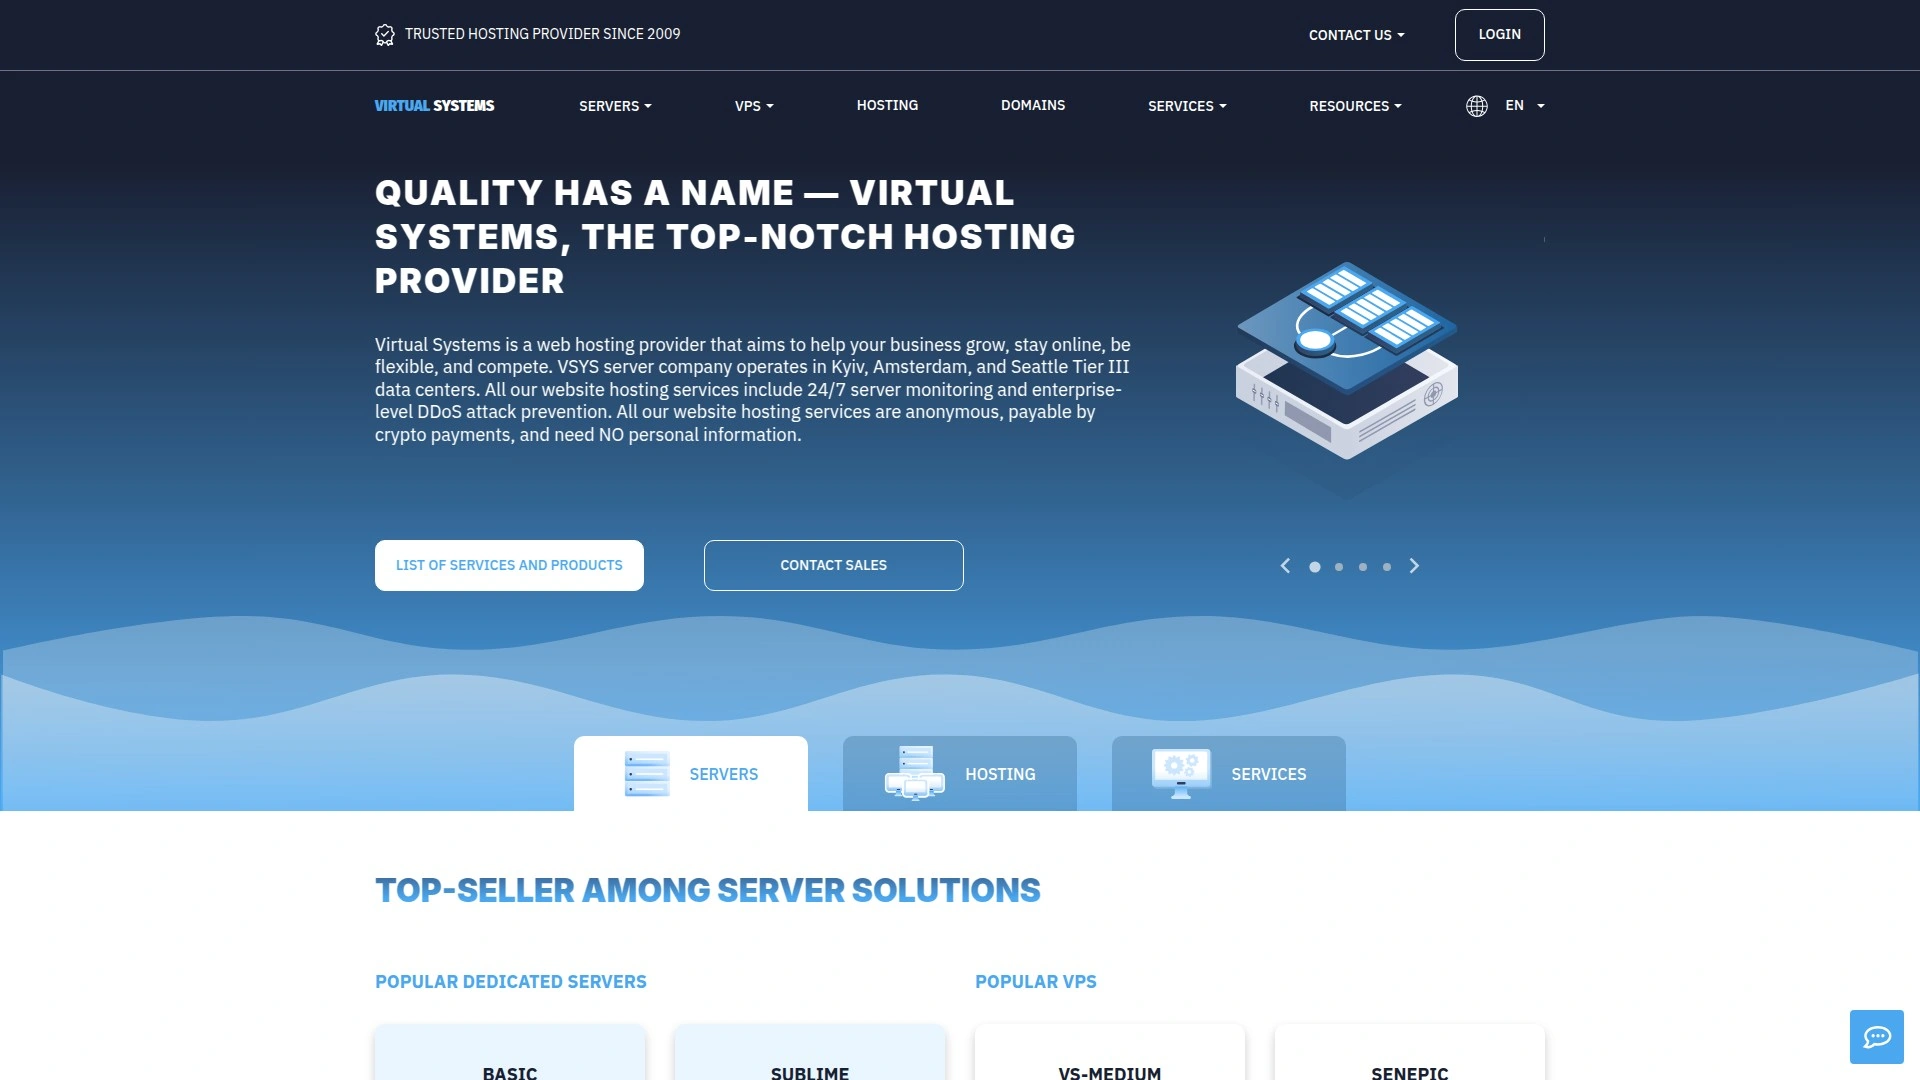 TRUSTED HOSTING PROVIDER SINCE 2009
CONTACT US
LOGIN
VIRTUAL SYSTEMS
SERVERS
VPS
HOSTING
DOMAINS
SERVICES
RESOURCES
EN
QUALITY HAS A NAME — VIRTUAL
SYSTEMS, THE TOP-NOTCH HOSTING
PROVIDER
Virtual Systems is a web hosting provider that aims to help your business grow, stay online, be
flexible, and compete. VSYS server company operates in Kyiv, Amsterdam, and Seattle Tier III
data centers. All our website hosting services include 24/7 server monitoring and enterprise-
level DDoS attack prevention. All our website hosting services are anonymous, payable by
crypto payments, and need NO personal information.
LIST OF SERVICES AND PRODUCTS
CONTACT SALES
SERVERS
HOSTING
SERVICES
TOP-SELLER AMONG SERVER SOLUTIONS
POPULAR DEDICATED SERVERS
POPULAR VPS
BASIC
SUBLIME
VS-MEDIUM
SENEPIC